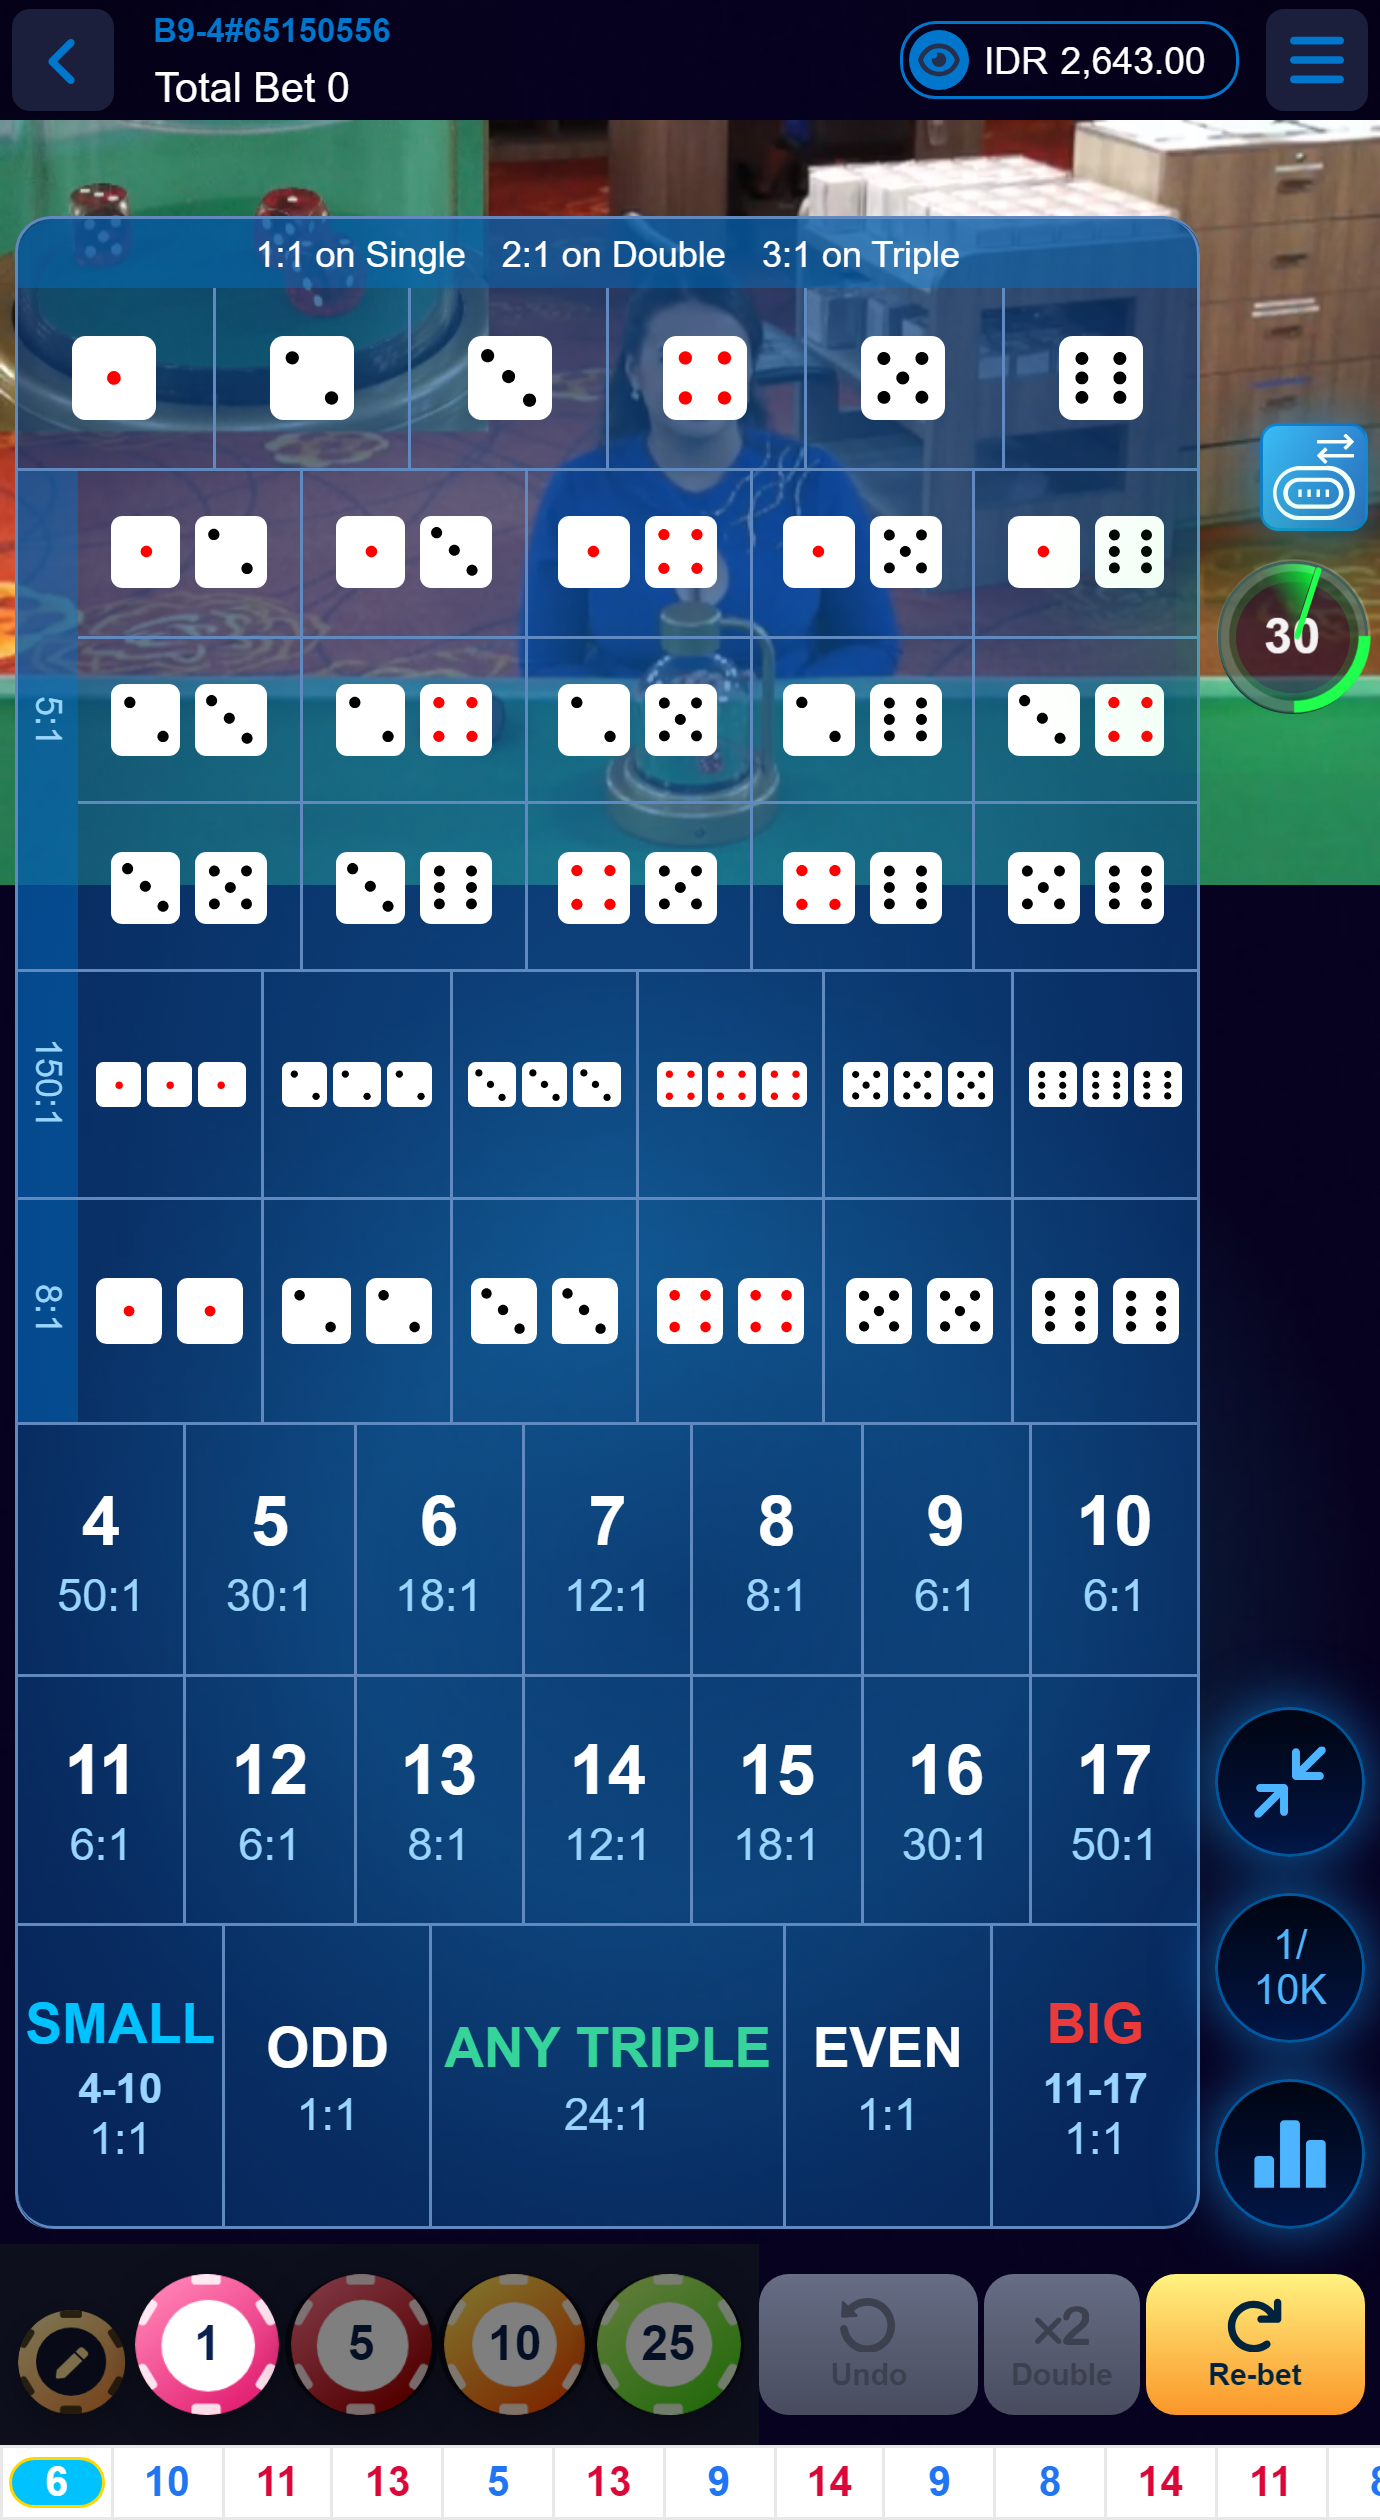 B9-4#65150556
Total Bet 0
IDR 2,643.00
1:1 on Single 2:1 on Double 3:1 on Triple
30
5:1
150:1
8:1
4 5 6 7 8 9 10
50:1 30:1 18:1 12:1 8:1 6:1 6:1
11 12 13 14 15 16 17
6:1 6:1 8:1 12:1 18:1 30:1 50:1
1/
10K
SMALL
4-10
1:1
ODD
1:1
ANY TRIPLE
24:1
EVEN
1:1
BIG
11-17
1:1
1 5 10 25
Undo
x2
Double
Re-bet
6 10 11 13 5 13 9 14 9 8 14 11